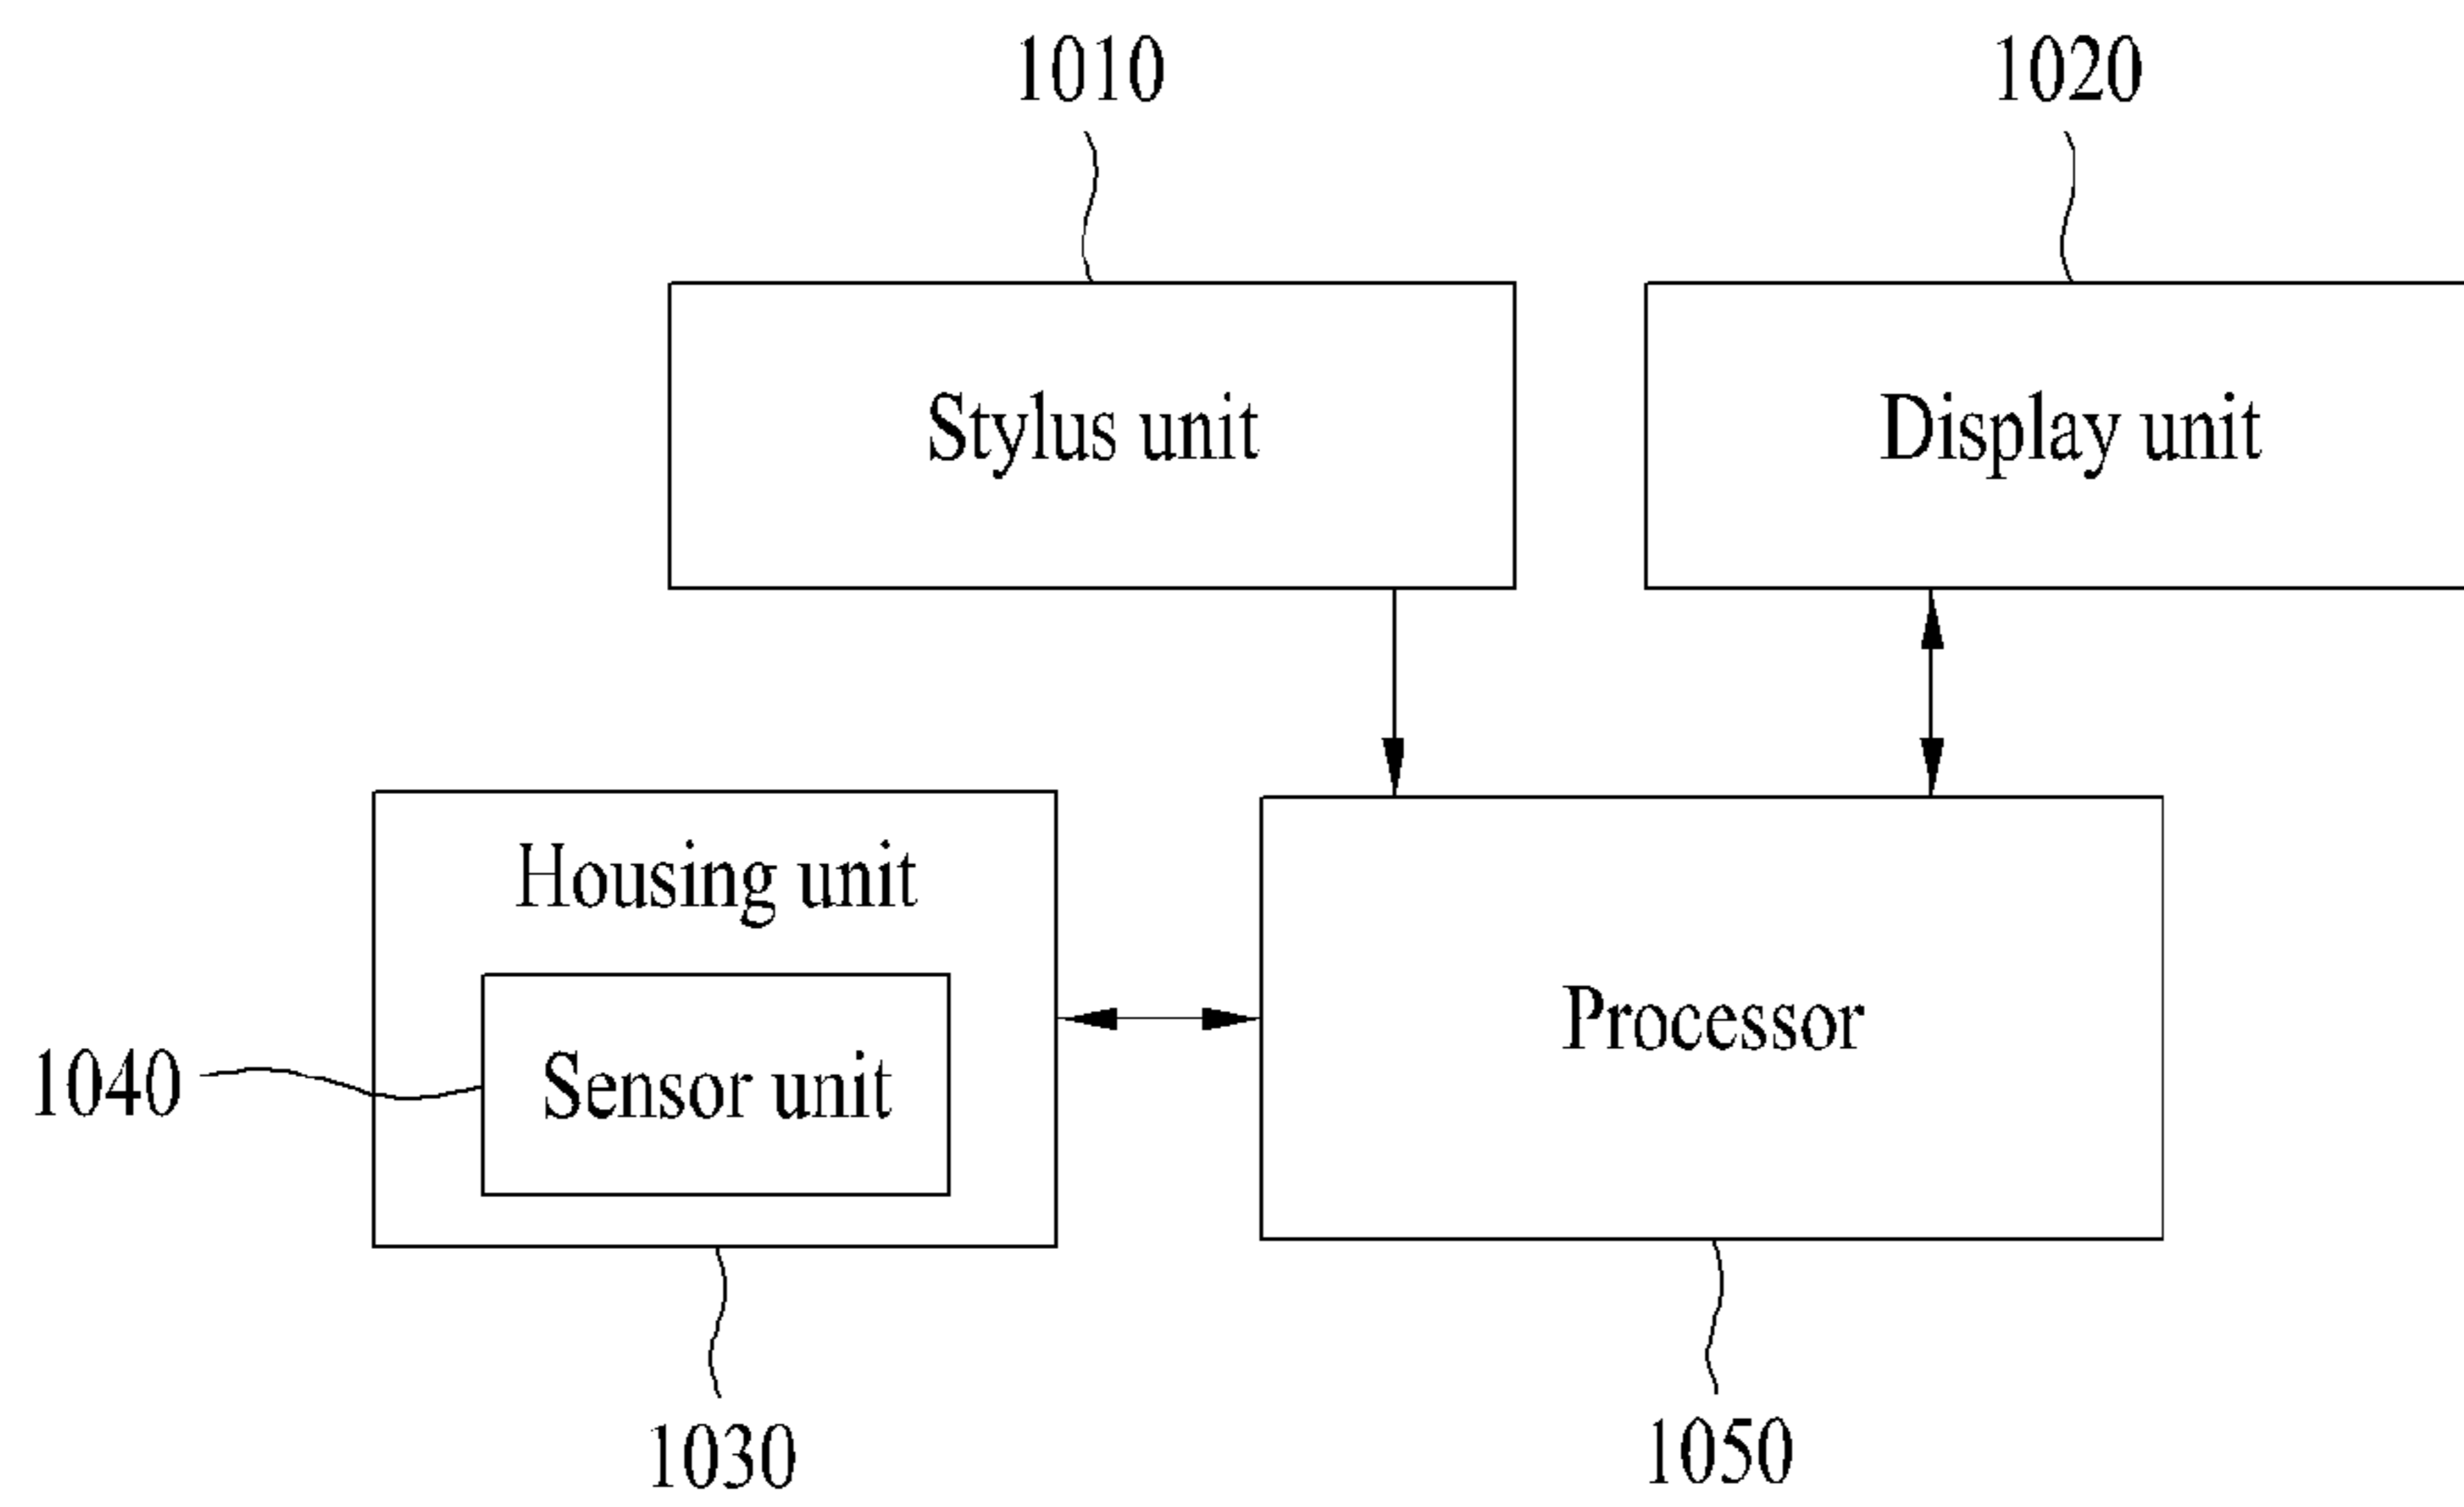 1010
1020
Stylus unit
Display unit
Housing unit
Sensor unit
Processor
1040
1030
1050